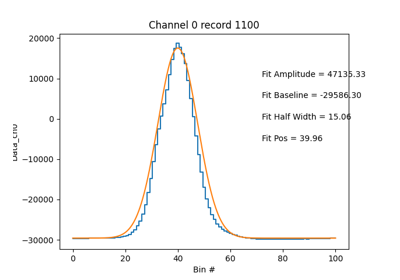 Channel 0 record 1100
20000
10000
0
−10000
−20000
−30000
Fit Amplitude = 47135.33
Fit Baseline = -29586.30
Fit Half Width = 15.06
Fit Pos = 39.96
0 20 40 60 80 100
Bin #